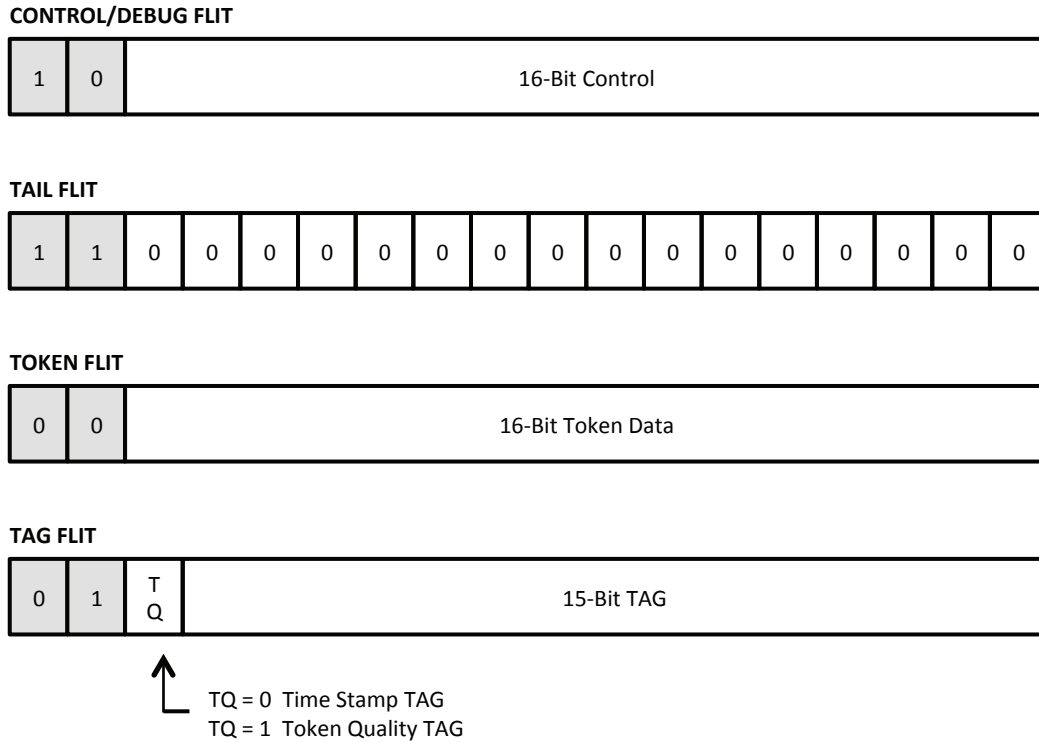 CONTROL/DEBUG FLIT
1 0 16-Bit Control
TAIL FLIT
1 1 0 0 0 0 0 0 0 0 0 0 0 0 0 0 0 0
TOKEN FLIT
0 0 16-Bit Token Data
TAG FLIT
0 1 T Q 15-Bit TAG
TQ = 0 Time Stamp TAG
TQ = 1 Token Quality TAG